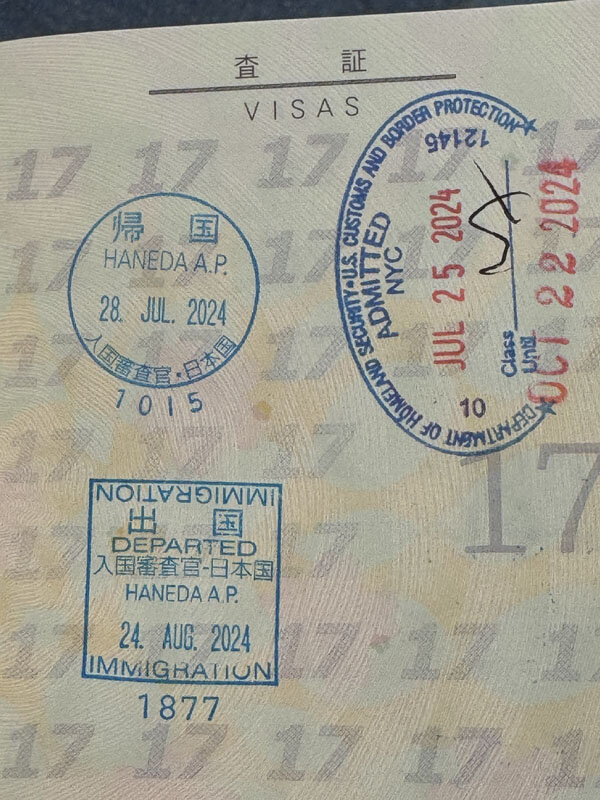 査 証
VISAS
帰 国
HANEDA A.P.
28. JUL. 2024
入国審査官・日本国
1015
DEPARTMENT OF HOMELAND SECURITY • U.S. CUSTOMS AND BORDER PROTECTION
12145
ADMITTED
NYC
JUL 25 2024
Class
Until
OCT 22 2024
10
IMMIGRATION
出 国
DEPARTED
入国審査官-日本国
HANEDA A.P.
24. AUG. 2024
IMMIGRATION
1877
17